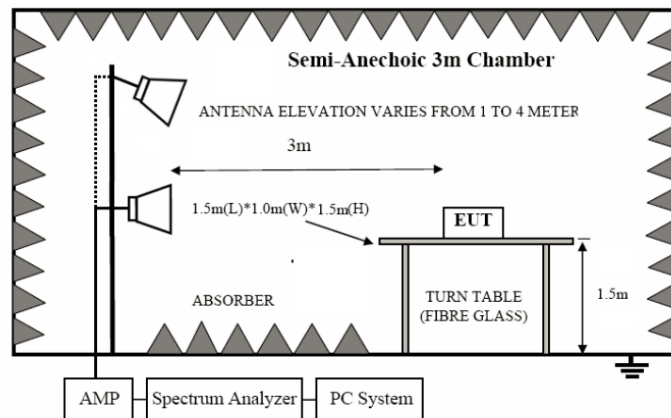 Semi-Anechoic 3m Chamber
ANTENNA ELEVATION VARIES FROM 1 TO 4 METER
3m
1.5m(L)*1.0m(W)*1.5m(H)
EUT
ABSORBER
TURN TABLE
(FIBRE GLASS)
1.5m
AMP
Spectrum Analyzer
PC System